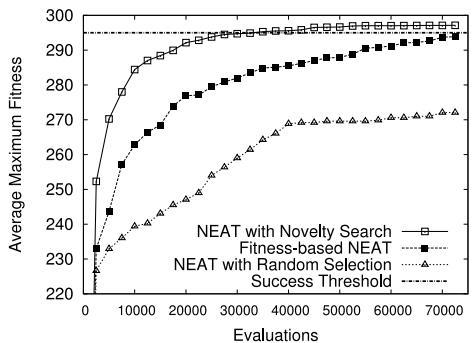 Average Maximum Fitness
300
290
280
270
260
250
240
230
220
NEAT with Novelty Search
Fitness-based NEAT
NEAT with Random Selection
Success Threshold
0 10000 20000 30000 40000 50000 60000 70000
Evaluations